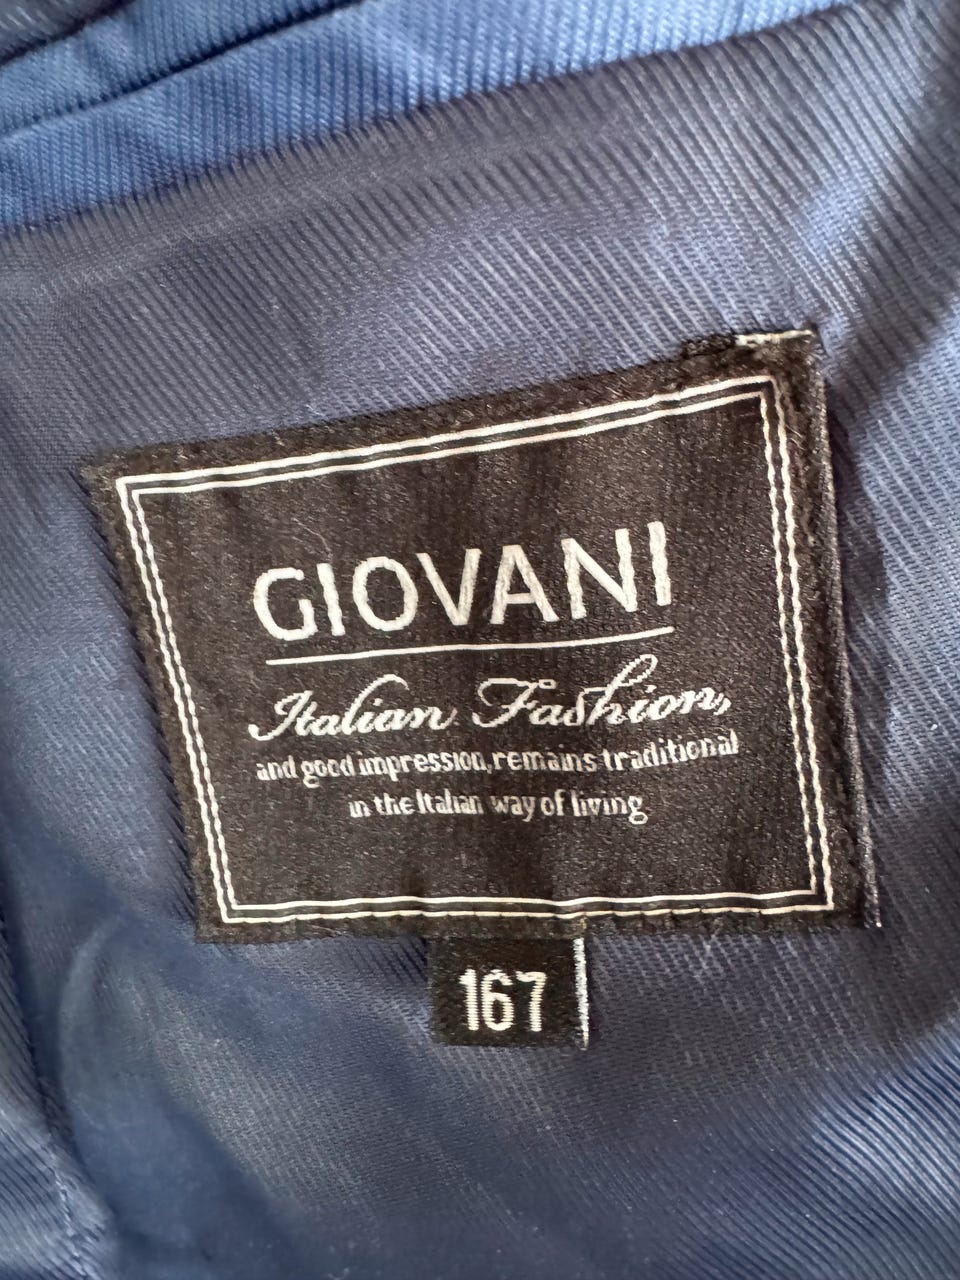 GIOVANI
Italian Fashion,
and good impression,remains traditional
in the Italian way of living
167